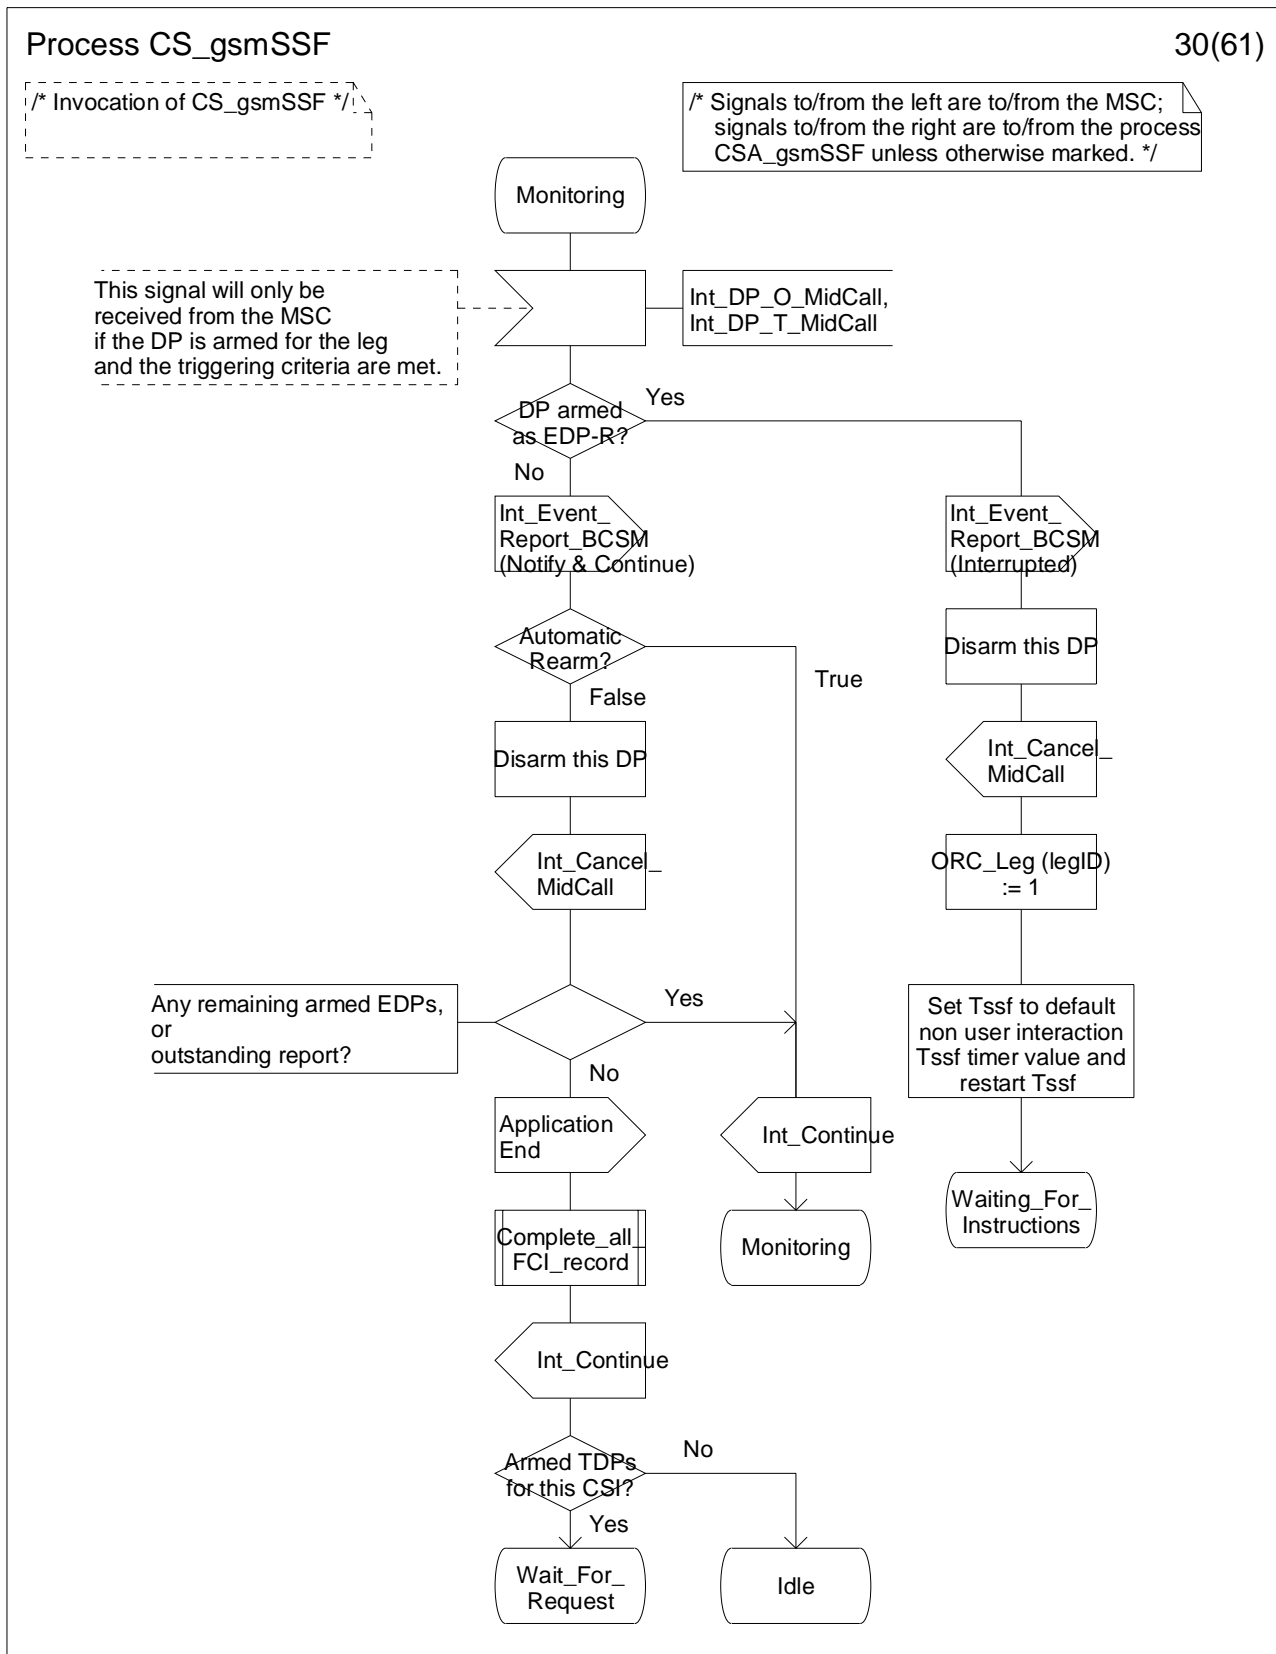 Process CS_gsmSSF
30(61)
/* Invocation of CS_gsmSSF */
/* Signals to/from the left are to/from the MSC;
signals to/from the right are to/from the process
CSA_gsmSSF unless otherwise marked. */
Monitoring
This signal will only be
received from the MSC
if the DP is armed for the leg
and the triggering criteria are met.
Int_DP_O_MidCall,
Int_DP_T_MidCall
DP armed
as EDP-R?
Yes
No
Int_Event_
Report_BCSM
(Notify & Continue)
Int_Event_
Report_BCSM
(Interrupted)
Automatic
Rearm?
True
False
Disarm this DP
Disarm this DP
Int_Cancel_
MidCall
Int_Cancel_
MidCall
ORC_Leg (legID)
:= 1
Any remaining armed EDPs,
or
outstanding report?
Yes
No
Set Tssf to default
non user interaction
Tssf timer value and
restart Tssf
Application
End
Int_Continue
Waiting_For_
Instructions
Complete_all_
FCI_record
Monitoring
Int_Continue
Armed TDPs
for this CSI?
No
Yes
Wait_For_
Request
Idle